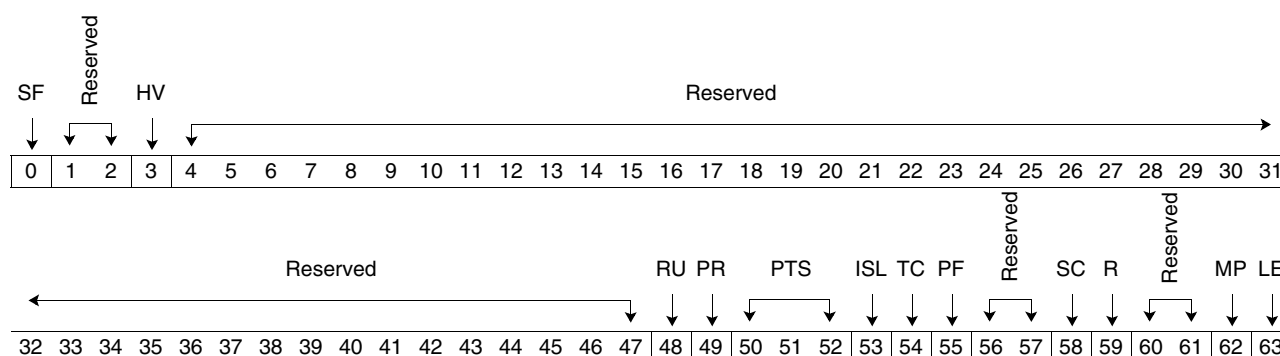 Reserved
SF HV Reserved
0 1 2 3 4 5 6 7 8 9 10 11 12 13 14 15 16 17 18 19 20 21 22 23 24 25 26 27 28 29 30 31
Reserved Reserved
Reserved RU PR PTS ISL TC PF SC R MP LE
32 33 34 35 36 37 38 39 40 41 42 43 44 45 46 47 48 49 50 51 52 53 54 55 56 57 58 59 60 61 62 63